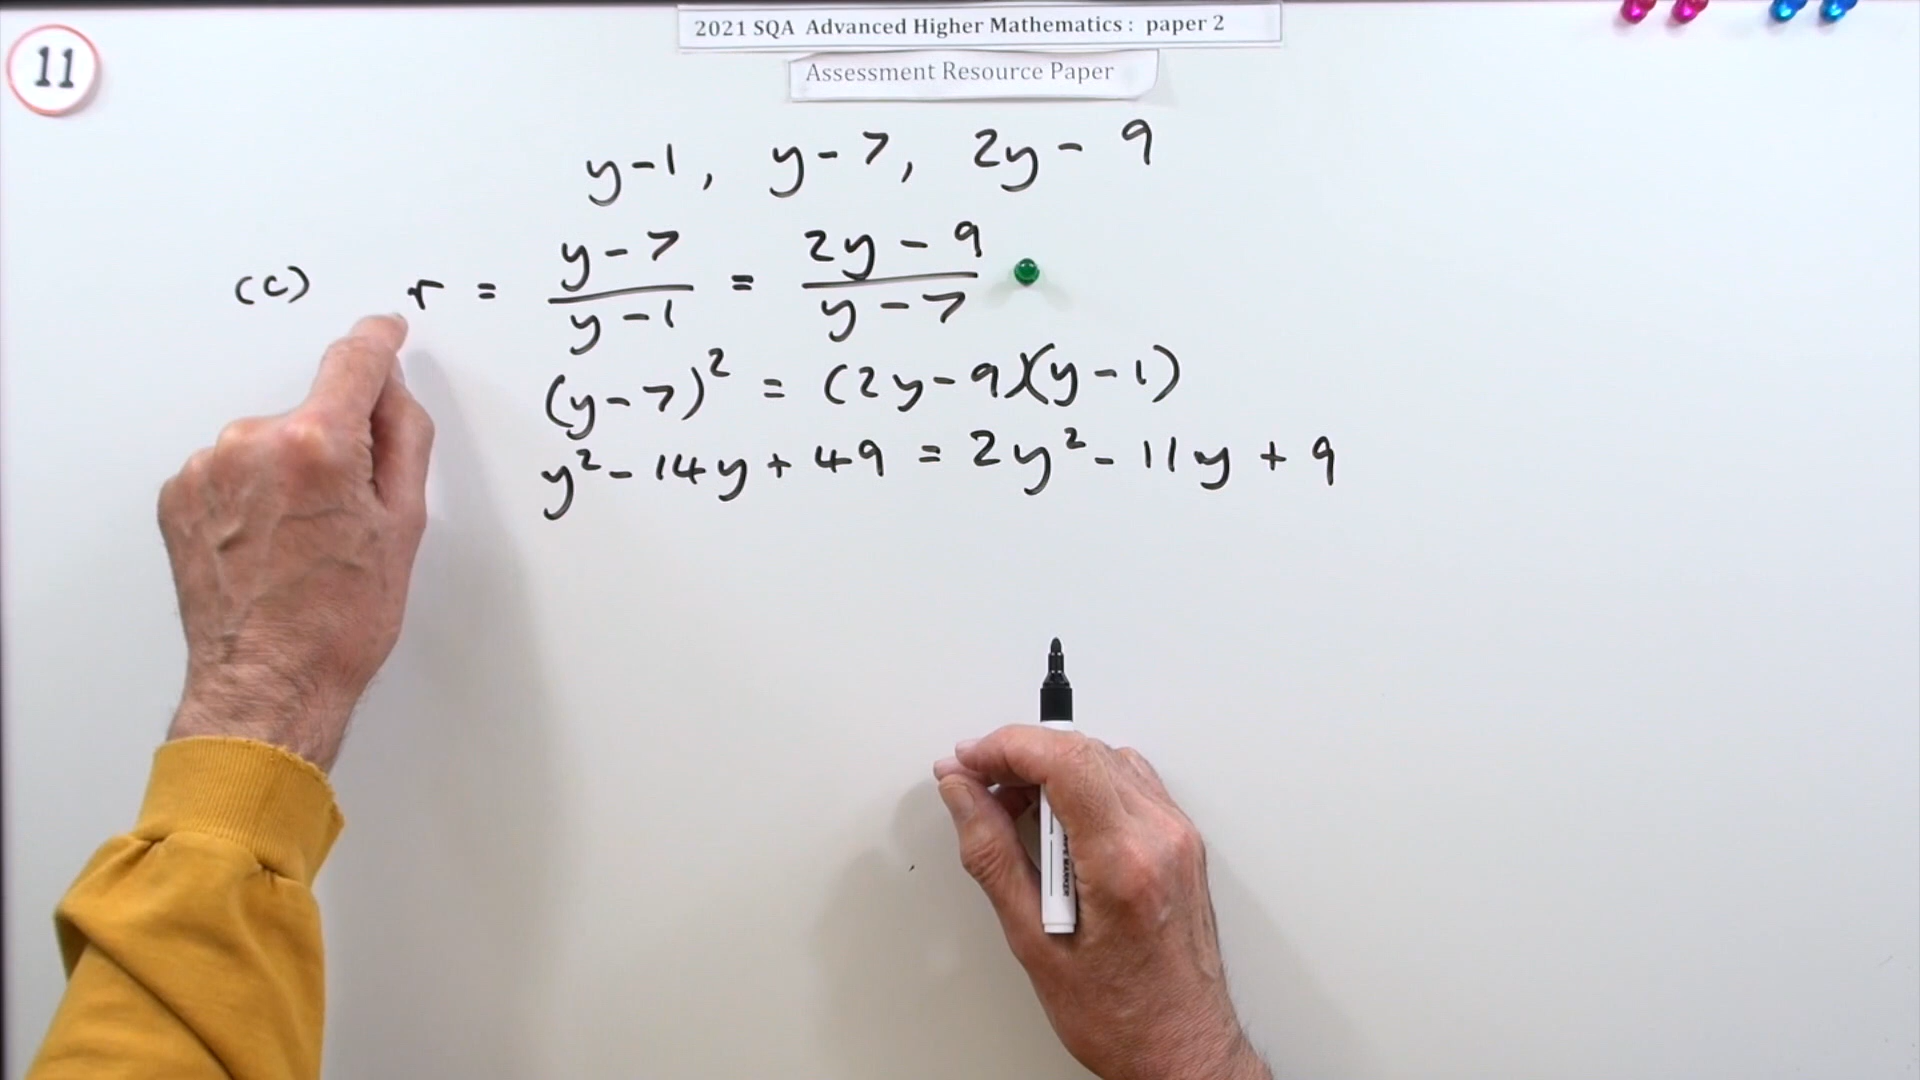 11
2021 SQA Advanced Higher Mathematics : paper 2
Assessment Resource Paper
y-1, y-7, 2y-9
(c) r = (y-7)/(y-1) = (2y-9)/(y-7)
(y-7)² = (2y-9)(y-1)
y² - 14y + 49 = 2y² - 11y + 9